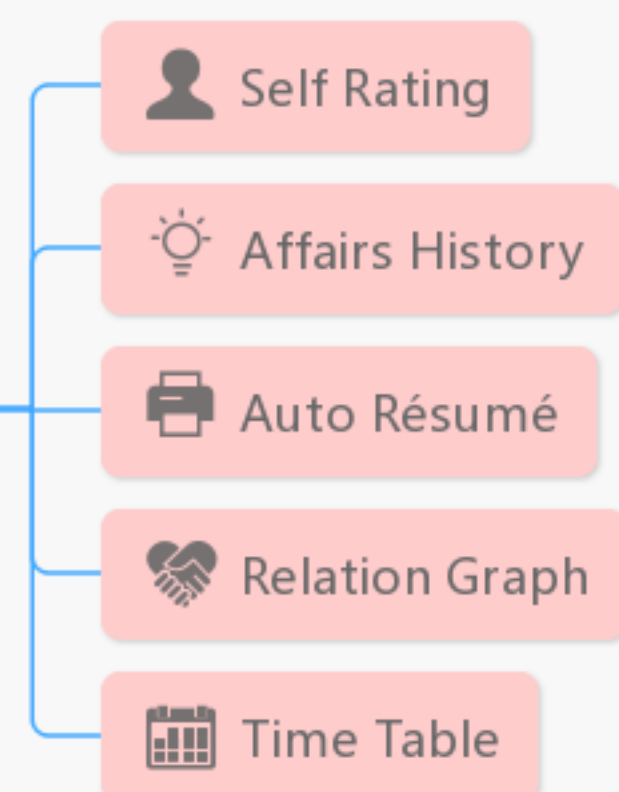 Self Rating
Affairs History
Auto Résumé
Relation Graph
Time Table